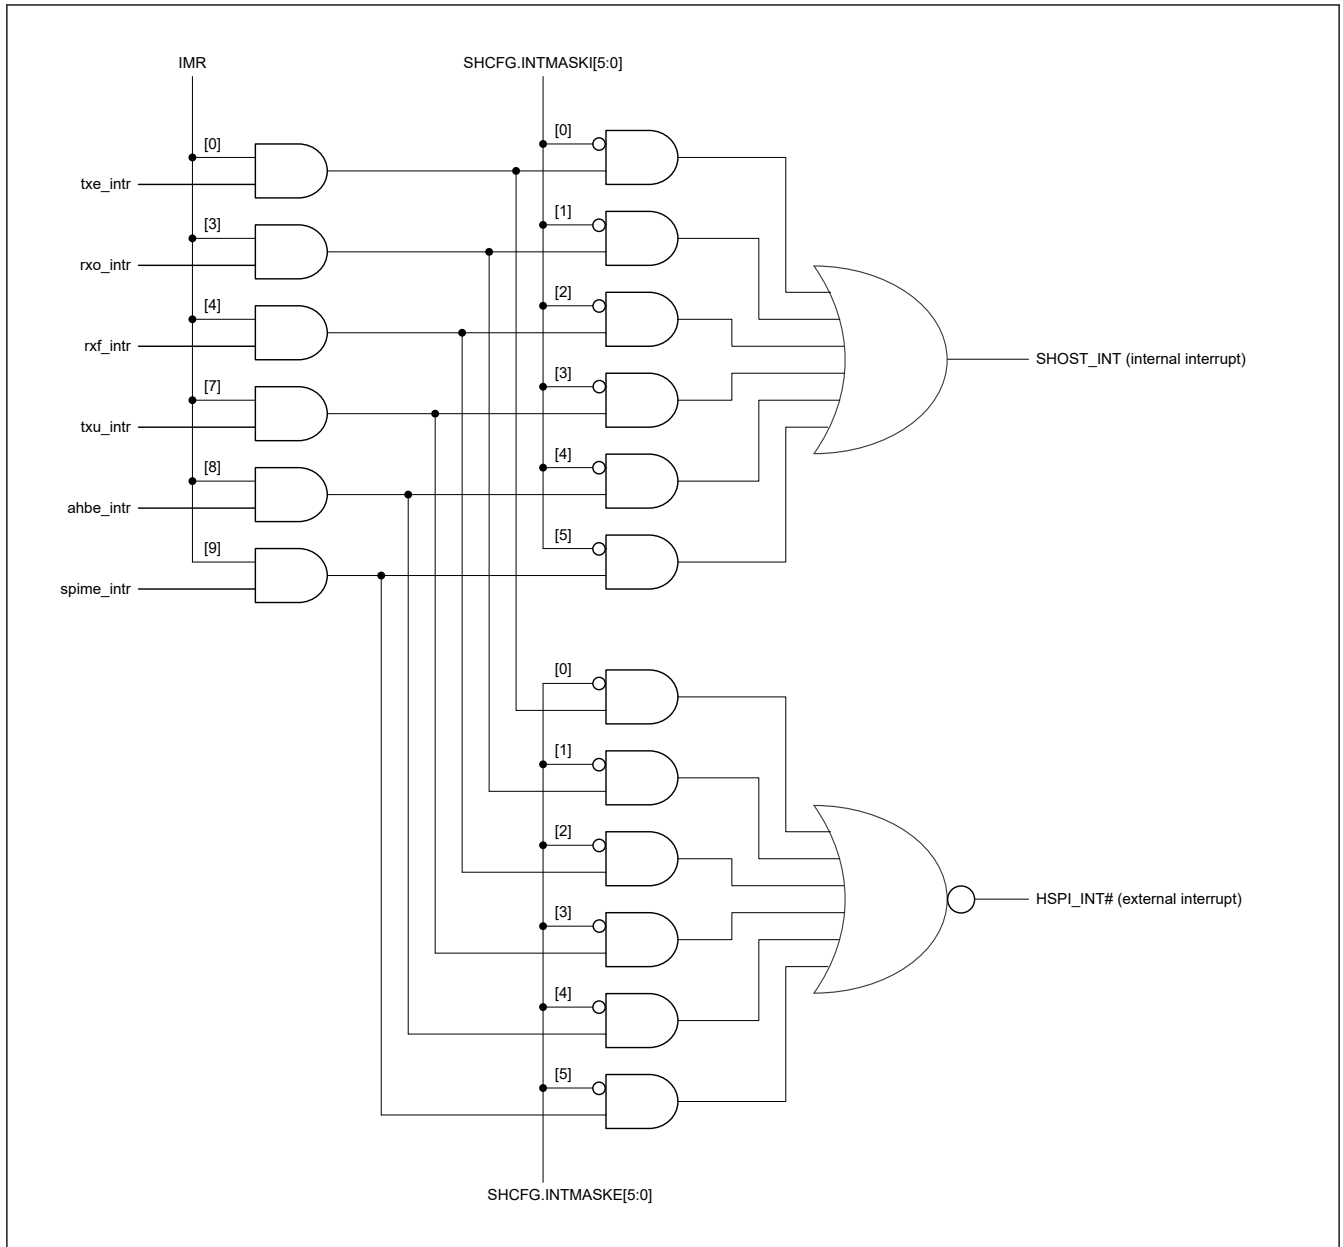 IMR
SHCFG.INTMASKI[5:0]
[0]
[0]
txe_intr
[1]
[3]
rxo_intr
[2]
[4]
rxf_intr
SHOST_INT (internal interrupt)
[3]
[7]
txu_intr
[4]
[8]
ahbe_intr
[5]
[9]
spime_intr
[0]
[1]
[2]
HSPI_INT# (external interrupt)
[3]
[4]
[5]
SHCFG.INTMASKE[5:0]